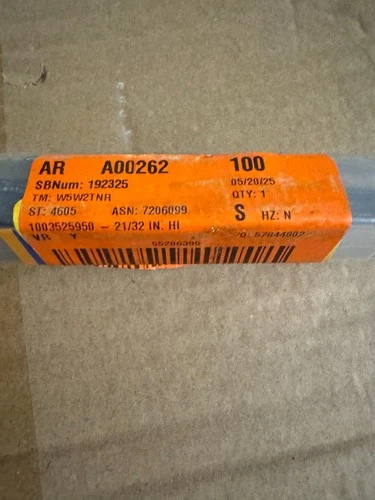 AR A00262 100
SBNum: 192325 05/20/25
TM: W5W2TNR QTY: 1
ST: 4605 ASN: 7206099 S HZ: N
1003525950 - 21/32 IN. HI
VR Y
55286399